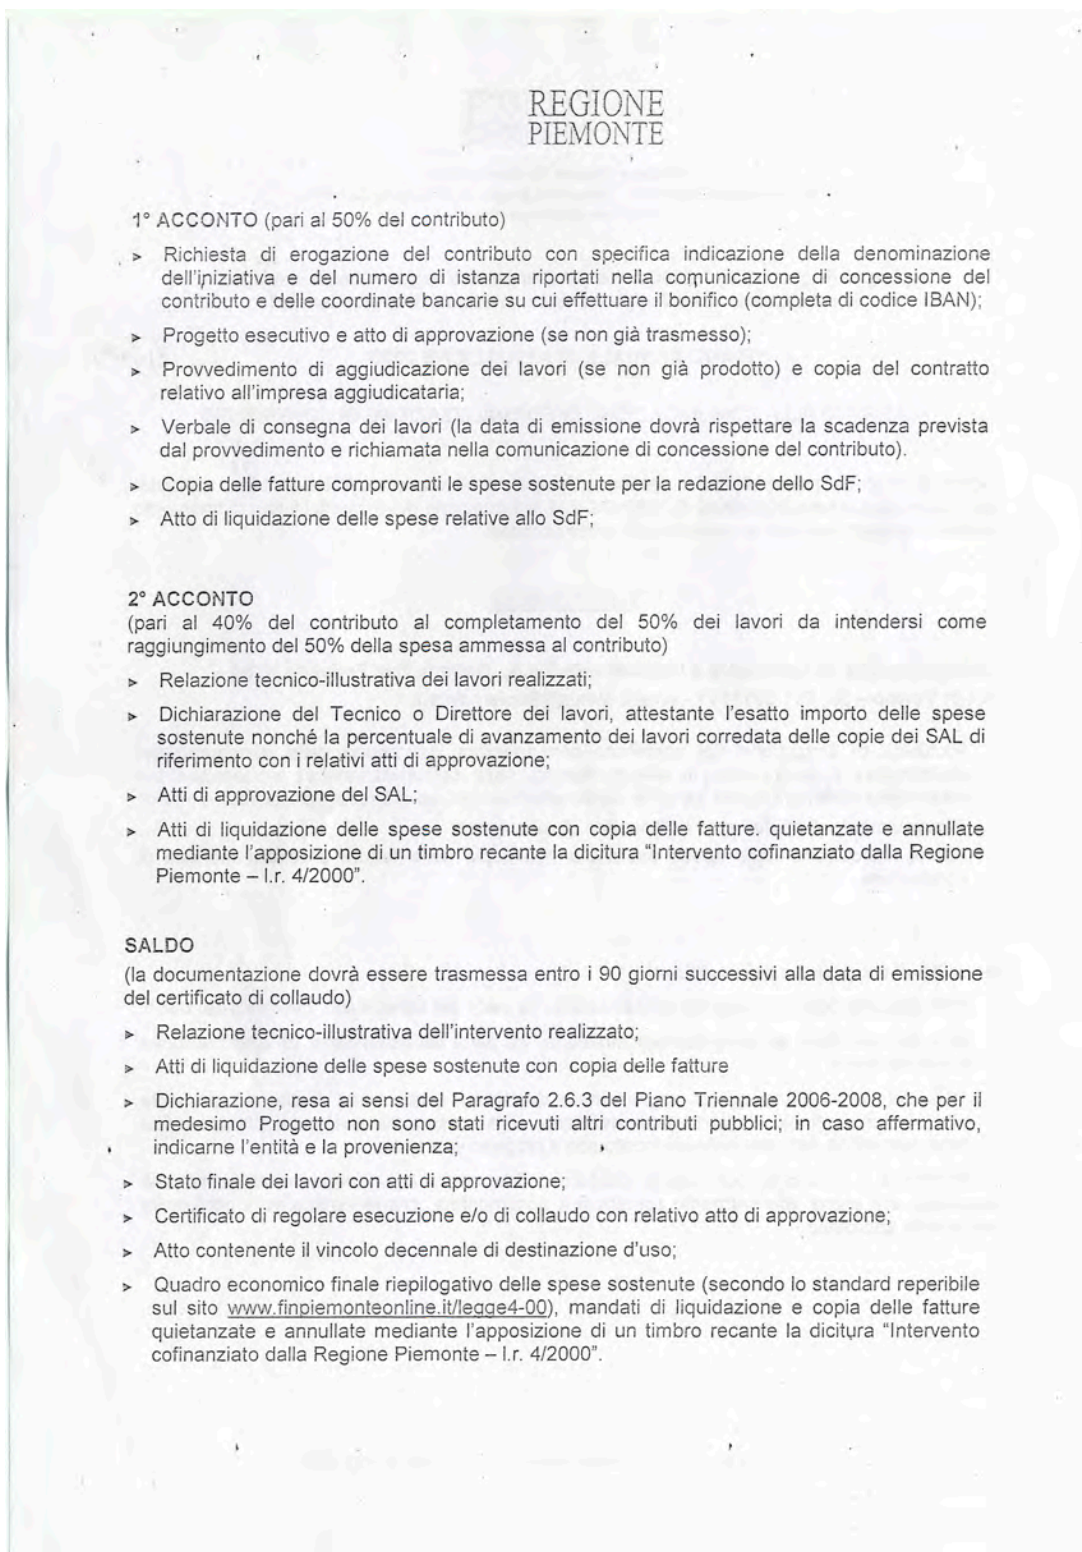 REGIONE
PIEMONTE
1° ACCONTO (pari al 50% del contributo)
➢ Richiesta di erogazione del contributo con specifica indicazione della denominazione
dell'iniziativa e del numero di istanza riportati nella comunicazione di concessione del
contributo e delle coordinate bancarie su cui effettuare il bonifico (completa di codice IBAN);
➢ Progetto esecutivo e atto di approvazione (se non già trasmesso);
➢ Provvedimento di aggiudicazione dei lavori (se non già prodotto) e copia del contratto
relativo all'impresa aggiudicataria;
➢ Verbale di consegna dei lavori (la data di emissione dovrà rispettare la scadenza prevista
dal provvedimento e richiamata nella comunicazione di concessione del contributo).
➢ Copia delle fatture comprovanti le spese sostenute per la redazione dello SdF;
➢ Atto di liquidazione delle spese relative allo SdF;
2° ACCONTO
(pari al 40% del contributo al completamento del 50% dei lavori da intendersi come
raggiungimento del 50% della spesa ammessa al contributo)
➢ Relazione tecnico-illustrativa dei lavori realizzati;
➢ Dichiarazione del Tecnico o Direttore dei lavori, attestante l'esatto importo delle spese
sostenute nonché la percentuale di avanzamento dei lavori corredata delle copie dei SAL di
riferimento con i relativi atti di approvazione;
➢ Atti di approvazione del SAL;
➢ Atti di liquidazione delle spese sostenute con copia delle fatture. quietanzate e annullate
mediante l'apposizione di un timbro recante la dicitura "Intervento cofinanziato dalla Regione
Piemonte – l.r. 4/2000".
SALDO
(la documentazione dovrà essere trasmessa entro i 90 giorni successivi alla data di emissione
del certificato di collaudo)
➢ Relazione tecnico-illustrativa dell'intervento realizzato;
➢ Atti di liquidazione delle spese sostenute con copia delle fatture
➢ Dichiarazione, resa ai sensi del Paragrafo 2.6.3 del Piano Triennale 2006-2008, che per il
medesimo Progetto non sono stati ricevuti altri contributi pubblici; in caso affermativo,
indicarne l'entità e la provenienza;
➢ Stato finale dei lavori con atti di approvazione;
➢ Certificato di regolare esecuzione e/o di collaudo con relativo atto di approvazione;
➢ Atto contenente il vincolo decennale di destinazione d'uso;
➢ Quadro economico finale riepilogativo delle spese sostenute (secondo lo standard reperibile
sul sito www.finpiemonteonline.it/legge4-00), mandati di liquidazione e copia delle fatture
quietanzate e annullate mediante l'apposizione di un timbro recante la dicitura "Intervento
cofinanziato dalla Regione Piemonte – l.r. 4/2000".